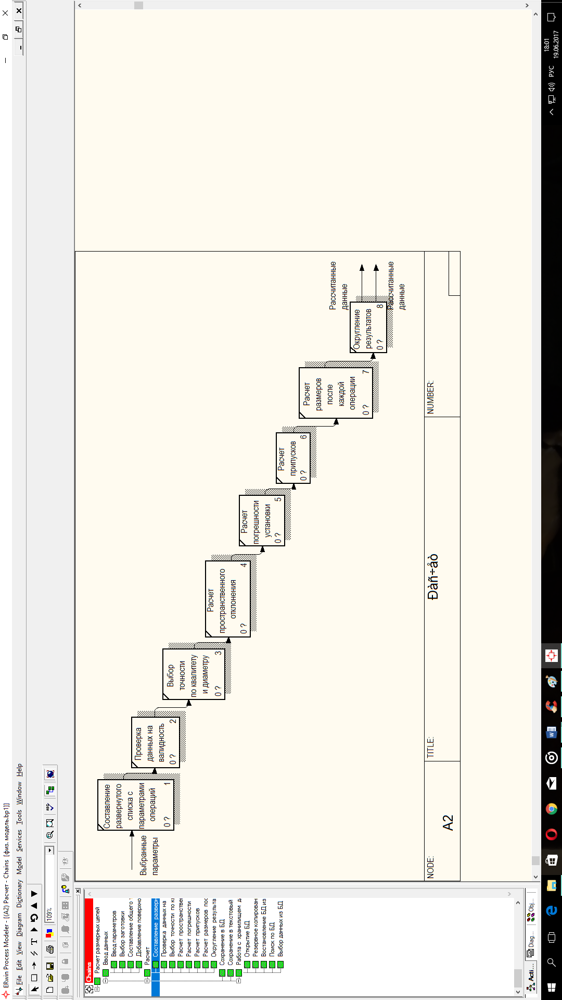 ERwin Process Modeler - [(A2) Расчет - Chains  [физ. модель.bp1]]
File Edit View Diagram Dictionary Model Services Tools Window Help
109%
Chains
Расчет размерных цепей
Ввод данных
Ввод параметров
Выбор заготовки
Составление общего
Добавление поверхно
Расчет
Составление разверн
Проверка данных на
Выбор точности по к
Расчет пространстве
Расчет погрешности
Расчет припусков
Расчет размеров пос
Округление результа
Сохранение в БД
Сохранение в текстовый
Работа с хранилищем д
Открытие БД
Резервное копирован
Востановление БД из
Поиск по БД
Выбор данных из БД
Acti...
Diag...
Obj...
Выбранные
параметры
Составление
развернутого
списка с
параметрами
операций
0 ? 1
Проверка
данных на
валидность
0 ? 2
Выбор
точности
по квалитету
и диаметру
0 ? 3
Расчет
пространственного
отклонения
0 ? 4
Расчет
погрешности
установки
0 ? 5
Расчет
припусков
0 ? 6
Расчет
размеров
после
каждой
операции
0 ? 7
Округление
результатов
0 ? 8
Рассчитанные
данные
Рассчитанные
данные
NODE:
A2
TITLE:
Ðàñ÷åò
NUMBER:
РУС
18:01
19.06.2017